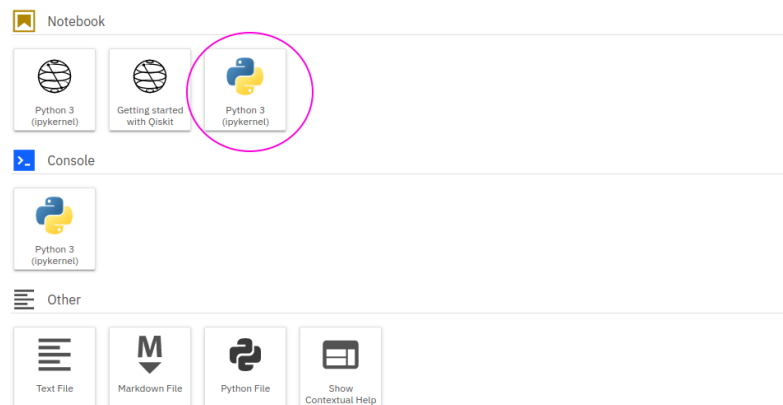 Notebook
Python 3
(ipykernel)
Getting started
with Qiskit
Python 3
(ipykernel)
>_ Console
Python 3
(ipykernel)
Other
Text File
M
Markdown File
Python File
Show
Contextual Help